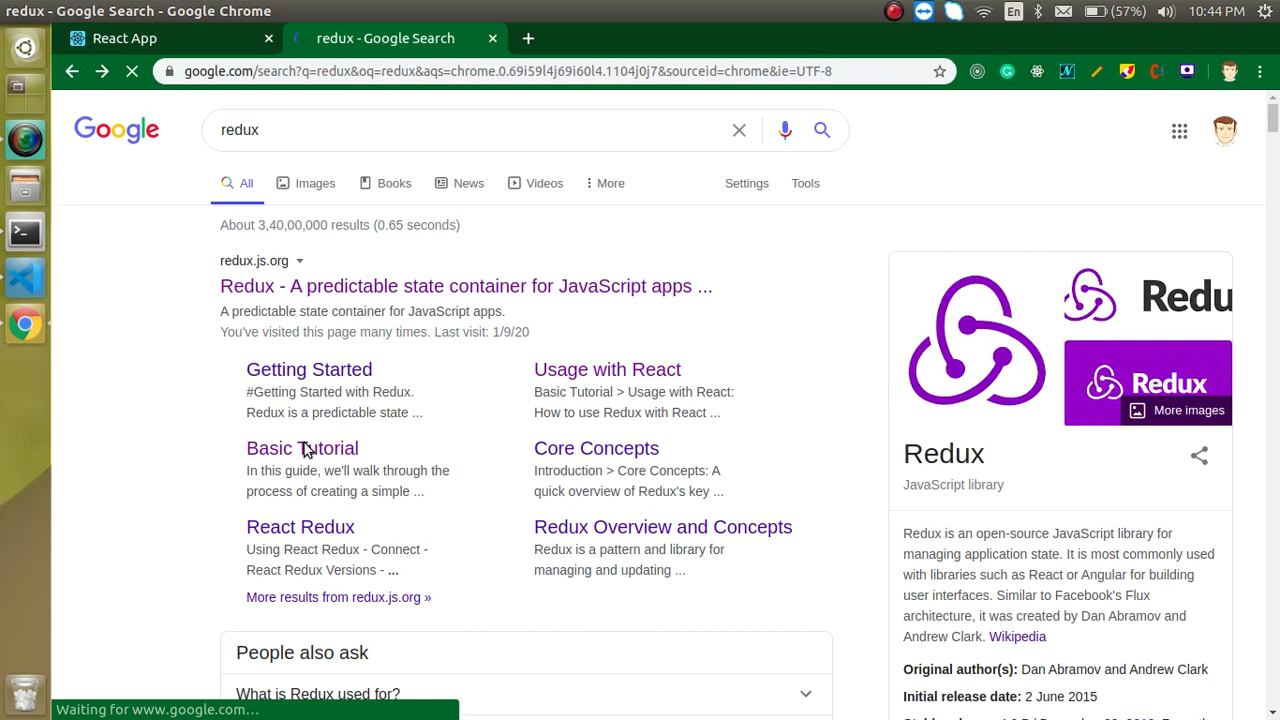 redux - Google Search - Google Chrome
En
(57%)
10:44 PM
React App
redux - Google Search
google.com/search?q=redux&oq=redux&aqs=chrome.0.69i59l4j69i60l4.1104j0j7&sourceid=chrome&ie=UTF-8
Google
redux
All
Images
Books
News
Videos
More
Settings
Tools
About 3,40,00,000 results (0.65 seconds)
redux.js.org
Redux - A predictable state container for JavaScript apps ...
A predictable state container for JavaScript apps.
You've visited this page many times. Last visit: 1/9/20
Getting Started
#Getting Started with Redux.
Redux is a predictable state ...
Usage with React
Basic Tutorial > Usage with React:
How to use Redux with React ...
Basic Tutorial
In this guide, we'll walk through the
process of creating a simple ...
Core Concepts
Introduction > Core Concepts: A
quick overview of Redux's key ...
React Redux
Using React Redux - Connect -
React Redux Versions - ...
Redux Overview and Concepts
Redux is a pattern and library for
managing and updating ...
More results from redux.js.org »
People also ask
What is Redux used for?
Redu
Redux
More images
Redux
JavaScript library
Redux is an open-source JavaScript library for
managing application state. It is most commonly used
with libraries such as React or Angular for building
user interfaces. Similar to Facebook's Flux
architecture, it was created by Dan Abramov and
Andrew Clark. Wikipedia
Original author(s): Dan Abramov and Andrew Clark
Initial release date: 2 June 2015
Waiting for www.google.com...